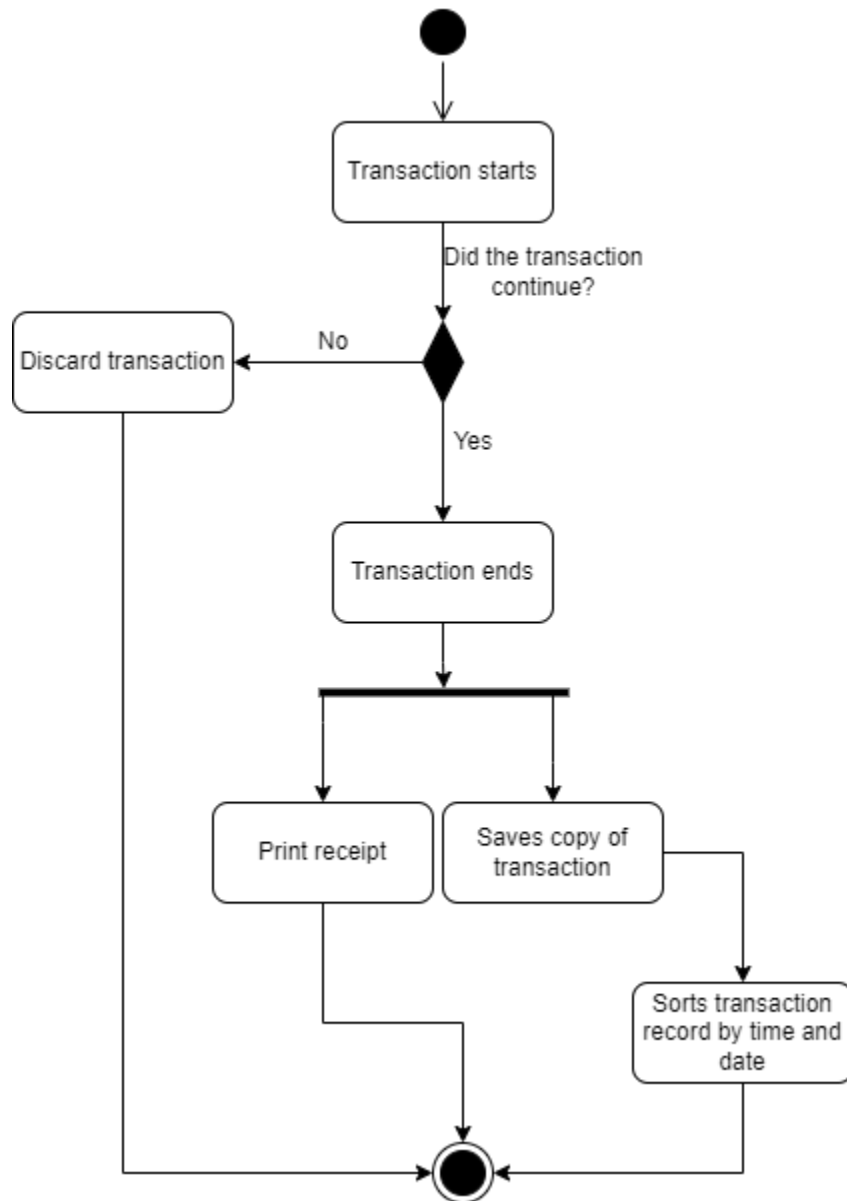 Transaction starts
Did the transaction
continue?
No
Discard transaction
Yes
Transaction ends
Print receipt
Saves copy of
transaction
Sorts transaction
record by time and
date